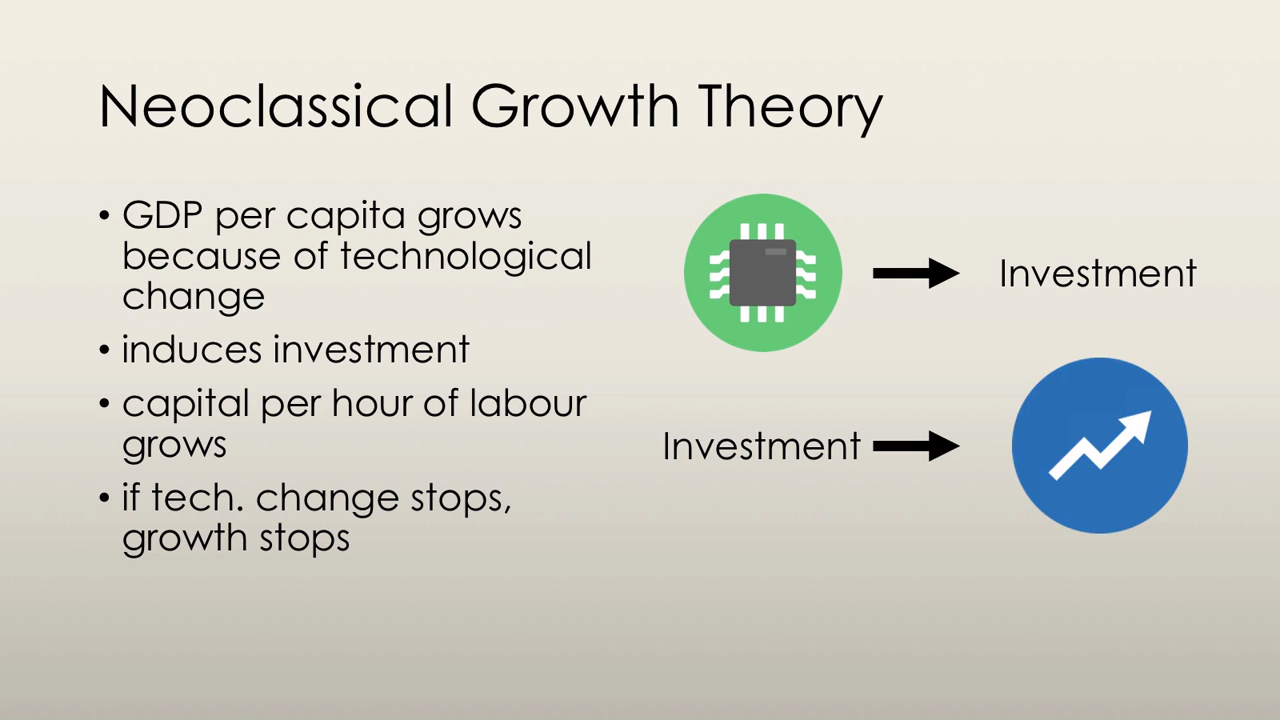 Neoclassical Growth Theory
• GDP per capita grows
because of technological
change
• induces investment
• capital per hour of labour
grows
• if tech. change stops,
growth stops
Investment
Investment